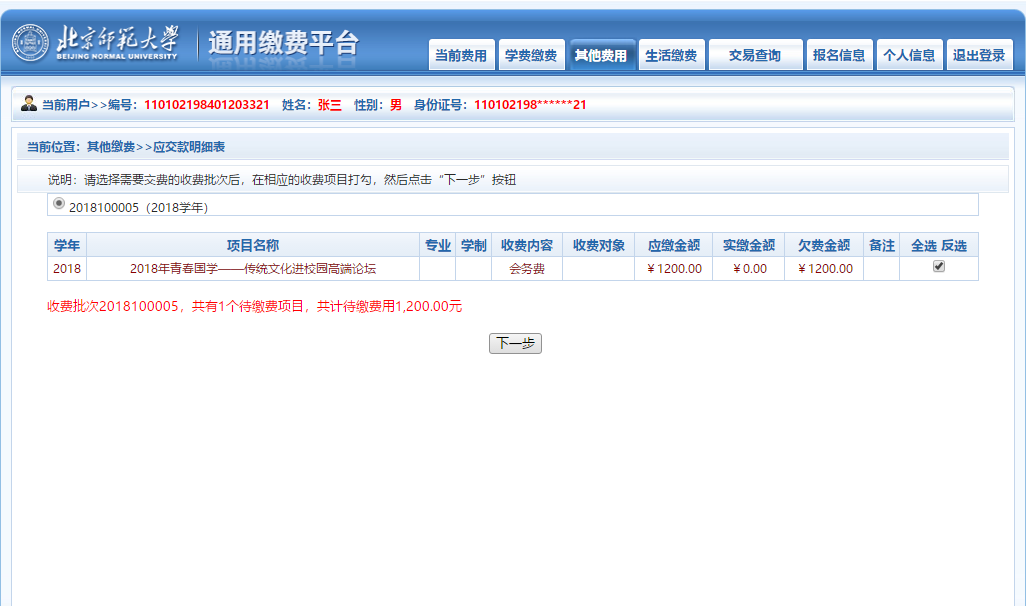 北京师范大学
BEIJING NORMAL UNIVERSITY
通用缴费平台
当前费用 学费缴费 其他费用 生活缴费 交易查询 报名信息 个人信息 退出登录
当前用户>>编号：110102198401203321 姓名：张三 性别：男 身份证号：110102198******21
当前位置：其他缴费>>应交款明细表
说明：请选择需要交费的收费批次后，在相应的收费项目打勾，然后点击“下一步”按钮
2018100005（2018学年）
学年 项目名称 专业 学制 收费内容 收费对象 应缴金额 实缴金额 欠费金额 备注 全选 反选
2018 2018年青春国学——传统文化进校园高端论坛 会务费 ￥1200.00 ￥0.00 ￥1200.00
收费批次2018100005，共有1个待缴费项目，共计待缴费用1,200.00元
下一步